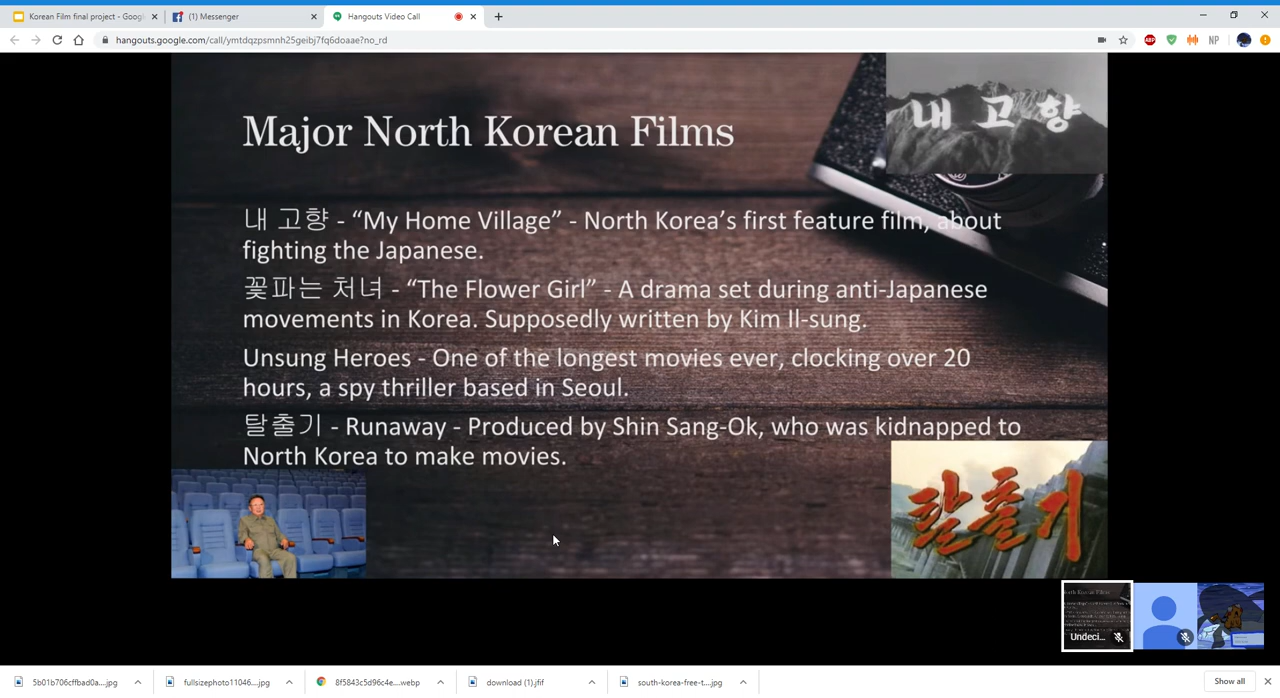 Korean Film final project - Googl
(1) Messenger
Hangouts Video Call
hangouts.google.com/call/ymtdqzpsmnh25geibj7fq6doaae?no_rd
ABP
NP
Major North Korean Films
내 고향
내 고향 - “My Home Village” - North Korea’s first feature film, about
fighting the Japanese.
꽃파는 처녀 - “The Flower Girl” - A drama set during anti-Japanese
movements in Korea. Supposedly written by Kim Il-sung.
Unsung Heroes - One of the longest movies ever, clocking over 20
hours, a spy thriller based in Seoul.
탈출기 - Runaway - Produced by Shin Sang-Ok, who was kidnapped to
North Korea to make movies.
탈출기
Undeci...
5b01b706cffbad0a....jpg
fullsizephoto11046....jpg
8f5843c5d96c4e....webp
download (1).jfif
south-korea-free-t....jpg
Show all